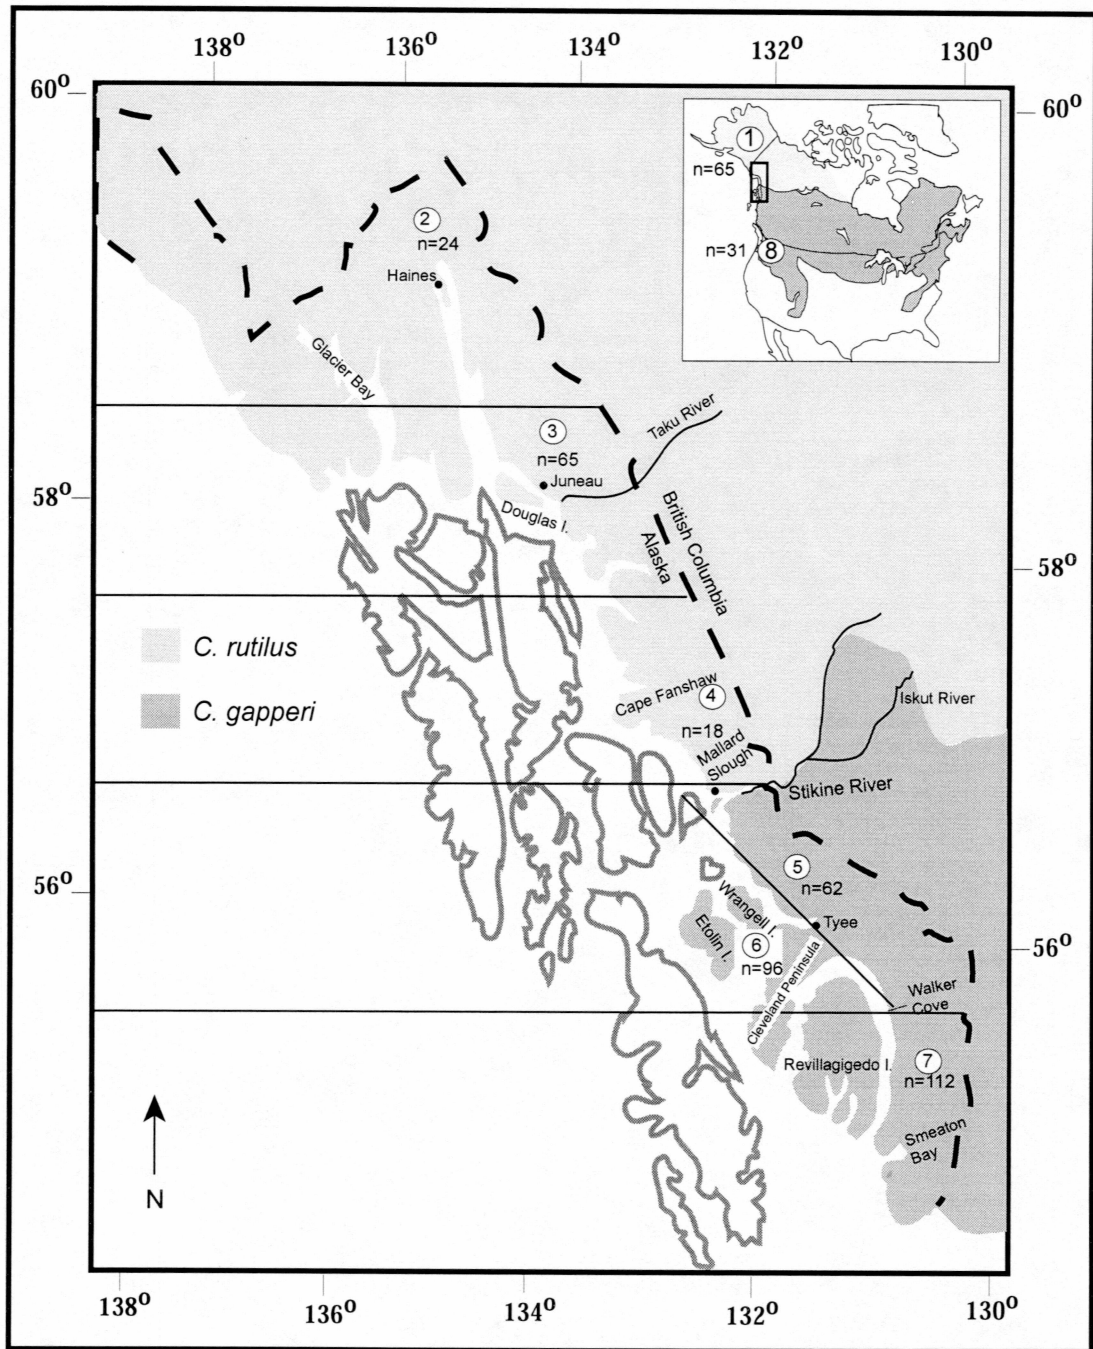 138° 136° 134° 132° 130°
60° 60°
1
n=65
n=31 8
2
n=24
Haines
Glacier Bay
3
n=65
Juneau
Taku River
Douglas I.
58° 58°
British Columbia
Alaska
C. rutilus
C. gapperi
Cape Fanshaw
4
n=18
Mallard
Slough
Iskut River
Stikine River
5
n=62
56° 56°
Wrangell I.
Etolin I.
Tyee
6
n=96
Cleveland Peninsula
Walker
Cove
Revillagigedo I.
7
n=112
Smeaton
Bay
N
138° 136° 134° 132° 130°